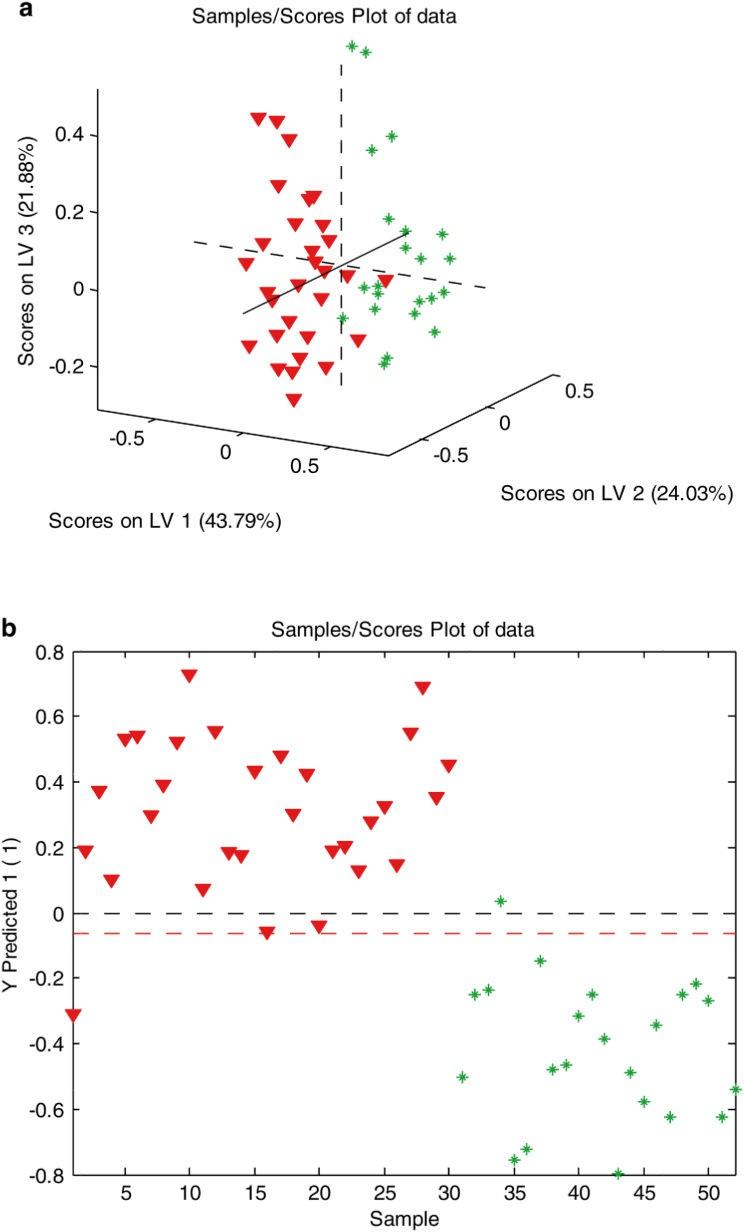 a
Samples/Scores Plot of data
Scores on LV 3 (21.88%)
0.4
0.2
0
-0.2
-0.5
0
0.5
-0.5
0
0.5
Scores on LV 2 (24.03%)
Scores on LV 1 (43.79%)
b
Samples/Scores Plot of data
Y Predicted 1 ( 1)
0.8
0.6
0.4
0.2
0
-0.2
-0.4
-0.6
-0.8
5 10 15 20 25 30 35 40 45 50
Sample